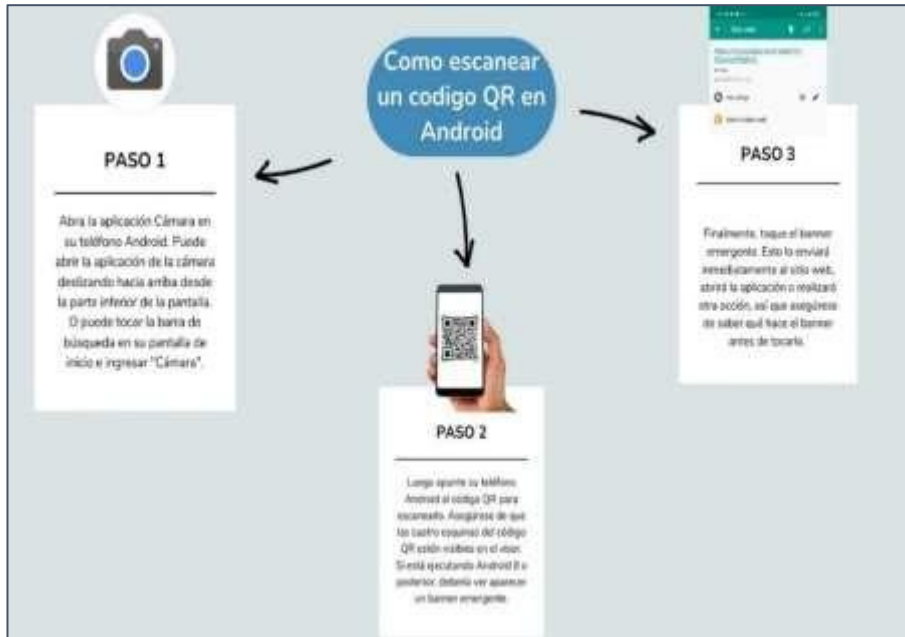 Como escanear
un codigo QR en
Android
PASO 1
Abra la aplicación Cámara en
su teléfono Android. Puede
abrir la aplicación de la cámara
deslizando hacia arriba desde
la parte inferior de la pantalla.
O puede tocar la barra de
búsqueda en su pantalla de
inicio e ingresar "Cámara".
PASO 2
Luego apunte su teléfono
Android al código QR para
escanearlo. Asegúrese de que
las cuatro esquinas del código
QR estén visibles en el visor.
Si está ejecutando Android 8 o
posterior, debería ver aparecer
un banner emergente.
PASO 3
Finalmente, toque el banner
emergente. Esto lo enviará
inmediatamente al sitio web,
abrirá la aplicación o realizará
otra acción, así que asegúrese
de saber qué hace el banner
antes de tocarlo.